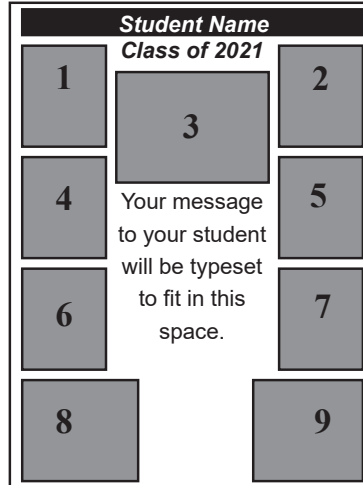 Student Name
Class of 2021
1
2
3
4
5
Your message
to your student
will be typeset
to fit in this
space.
6
7
8
9